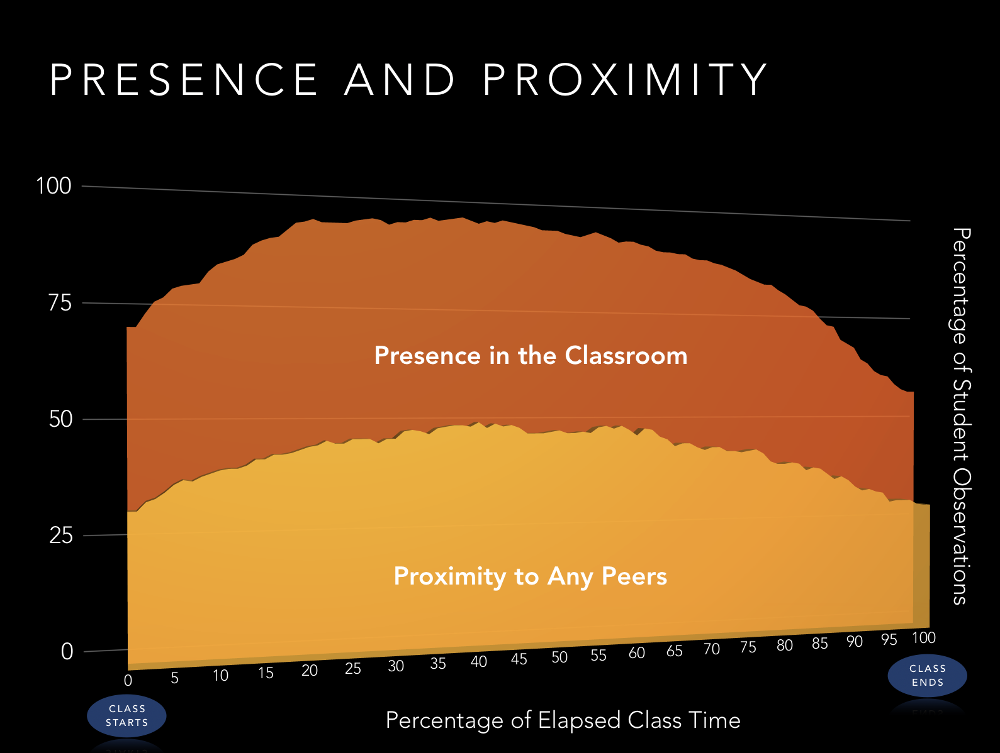 PRESENCE AND PROXIMITY
100
75
50
25
0
Presence in the Classroom
Proximity to Any Peers
Percentage of Student Observations
0 5 10 15 20 25 30 35 40 45 50 55 60 65 70 75 80 85 90 95 100
CLASS
STARTS
CLASS
ENDS
Percentage of Elapsed Class Time